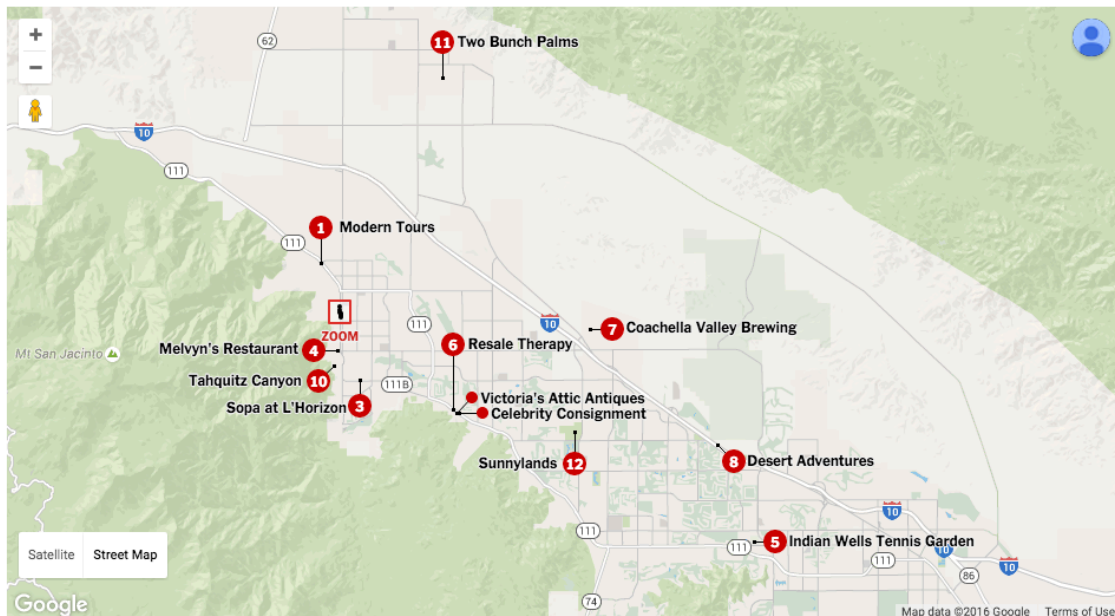 +
11 Two Bunch Palms
62
−
10
111
1 Modern Tours
111
ZOOM
111
10
7 Coachella Valley Brewing
6 Resale Therapy
Melvyn's Restaurant 4
Mt San Jacinto
Tahquitz Canyon 10
111B
Victoria's Attic Antiques
Sopa at L'Horizon 3
Celebrity Consignment
Sunnylands 12
8 Desert Adventures
10
111
5 Indian Wells Tennis Garden
111
10
111
10
86
Satellite Street Map
74
Google
Map data ©2016 Google Terms of Use